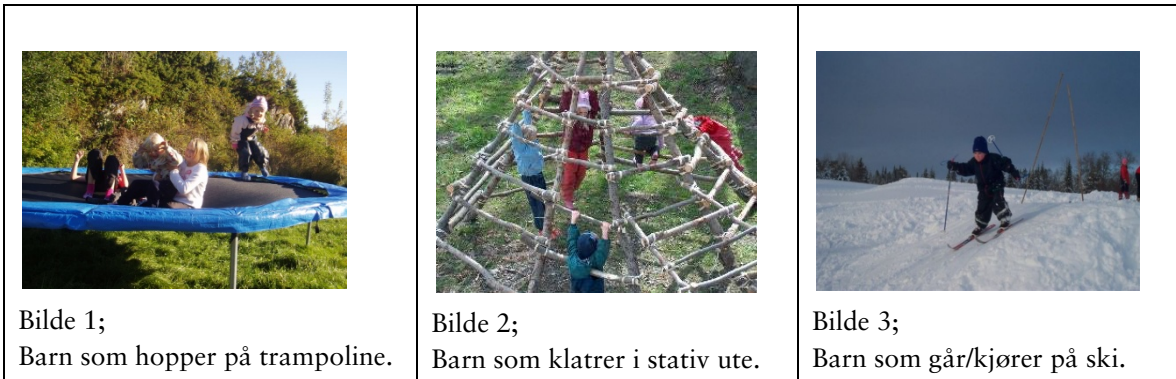 Bilde 1;
Barn som hopper på trampoline.
Bilde 2;
Barn som klatrer i stativ ute.
Bilde 3;
Barn som går/kjører på ski.